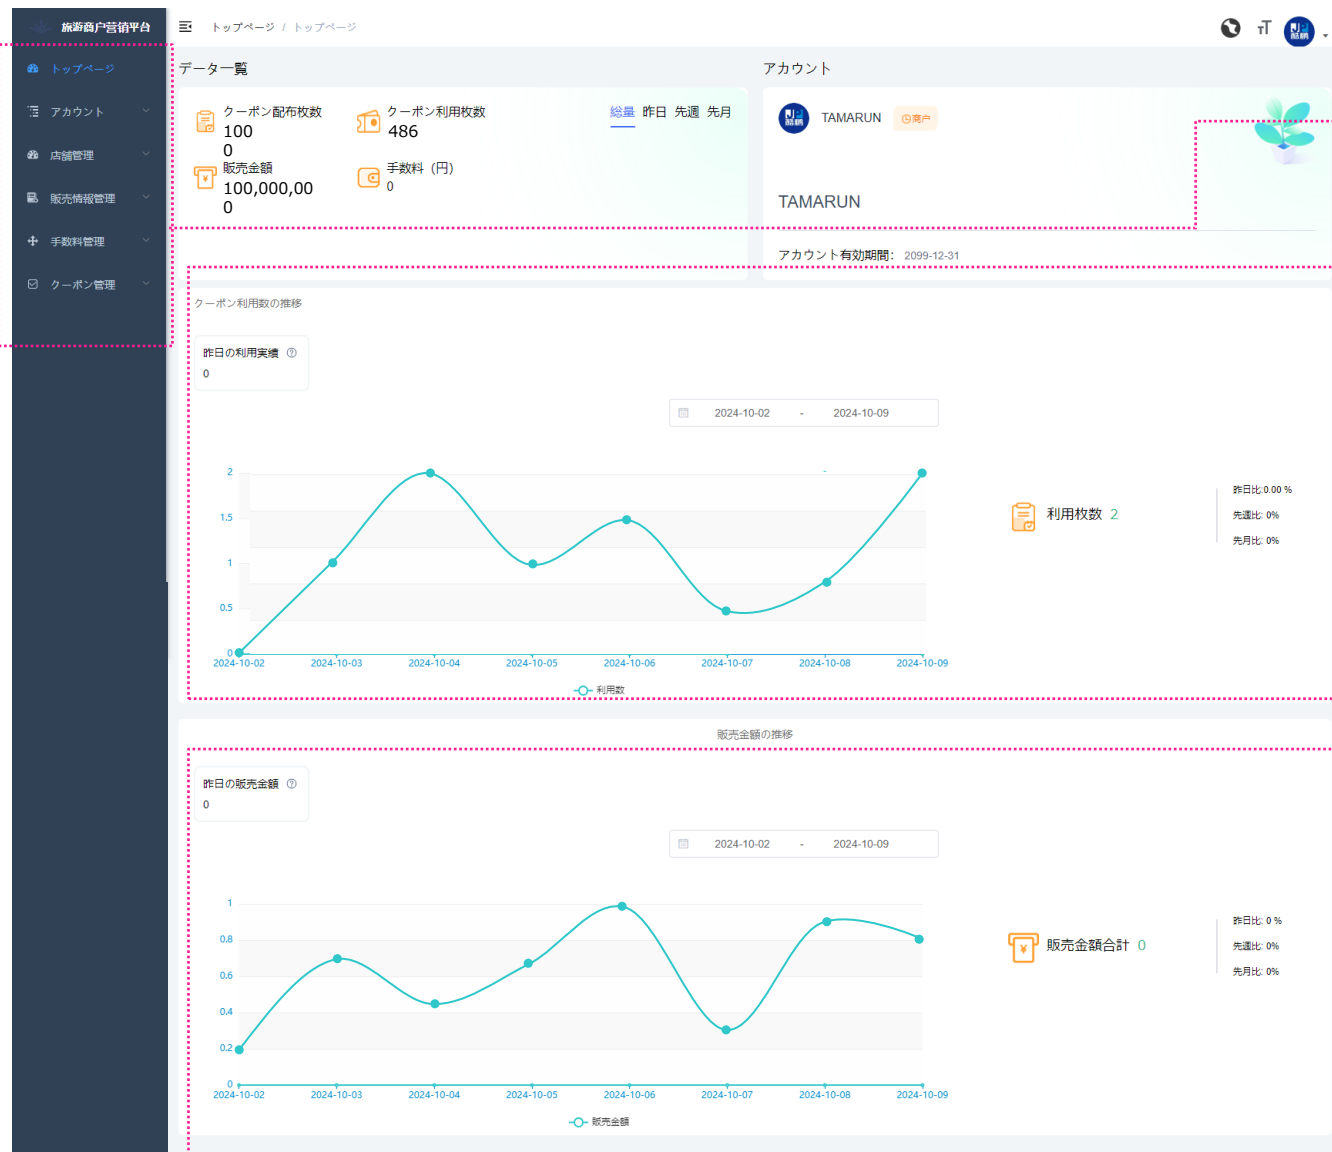 旅游商户营销平台
トップページ / トップページ
TT
酷鹏
トップページ
アカウント
店舗管理
販売情報管理
手数料管理
クーポン管理
データ一覧
クーポン配布枚数
100
0
クーポン利用枚数
486
総量 昨日 先週 先月
販売金額
100,000,00
0
手数料（円）
0
アカウント
TAMARUN
商户
TAMARUN
アカウント有効期間： 2099-12-31
クーポン利用数の推移
昨日の利用実績
0
2024-10-02 - 2024-10-09
2
1.5
1
0.5
0
-
2024-10-02 2024-10-03 2024-10-04 2024-10-05 2024-10-06 2024-10-07 2024-10-08 2024-10-09
利用数
利用枚数 2
昨日比:0.00 %
先週比: 0%
先月比: 0%
販売金額の推移
昨日の販売金額
0
2024-10-02 - 2024-10-09
1
0.8
0.6
0.4
0.2
0
2024-10-02 2024-10-03 2024-10-04 2024-10-05 2024-10-06 2024-10-07 2024-10-08 2024-10-09
販売金額
¥
販売金額合計 0
昨日比: 0 %
先週比: 0%
先月比: 0%